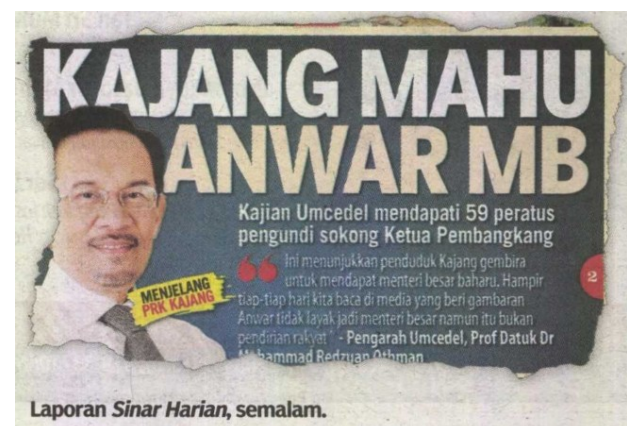 KAJANG MAHU
ANWAR MB
Kajian Umcedel mendapati 59 peratus
pengundi sokong Ketua Pembangkang
“ Ini menunjukkan penduduk Kajang gembira
untuk mendapat menteri besar baharu. Hampir
tiap-tiap hari kita baca di media yang beri gambaran
Anwar tidak layak jadi menteri besar namun itu bukan
pendirian rakyat” - Pengarah Umcedel, Prof Datuk Dr
Mohammad Redzuan Othman
MENJELANG
PRK KAJANG
2
Laporan Sinar Harian, semalam.